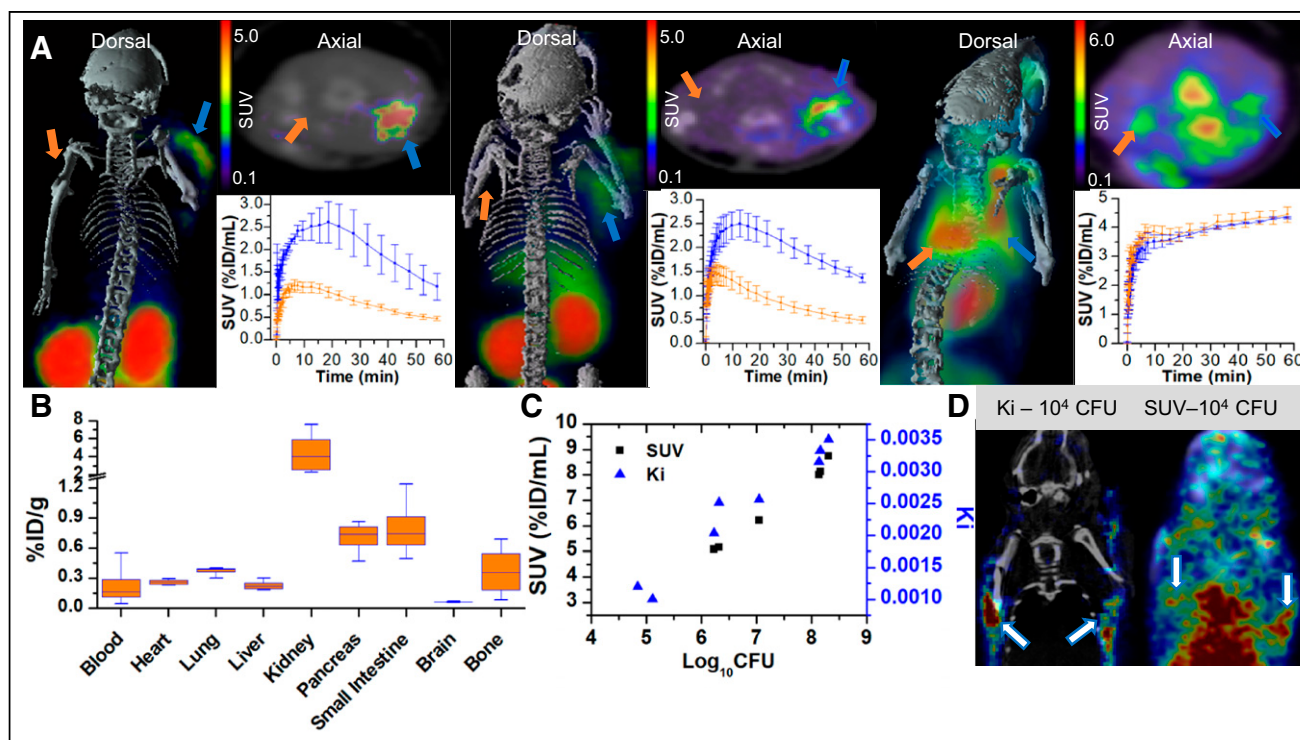 A
Dorsal
Axial
5.0
SUV
0.1
Dorsal
5.0
Axial
SUV
0.1
Dorsal
6.0
Axial
SUV
0.1
SUV (%ID/mL)
3.0
2.5
2.0
1.5
1.0
0.5
0.0
0 10 20 30 40 50 60
Time (min)
SUV (%ID/mL)
3.0
2.5
2.0
1.5
1.0
0.5
0.0
0 10 20 30 40 50 60
Time (min)
SUV (%ID/mL)
5
4
3
2
1
0
0 10 20 30 40 50 60
Time (min)
B
%ID/g
8
6
4
2
1.2
0.9
0.6
0.3
0.0
Blood
Heart
Lung
Liver
Kidney
Pancreas
Small Intestine
Brain
Bone
C
SUV (%ID/mL)
10
9
8
7
6
5
4
3
SUV
Ki
0.0035
0.0030
0.0025
0.0020
0.0015
0.0010
Ki
4 5 6 7 8 9
Log10CFU
D
Ki – 10⁴ CFU
SUV–10⁴ CFU